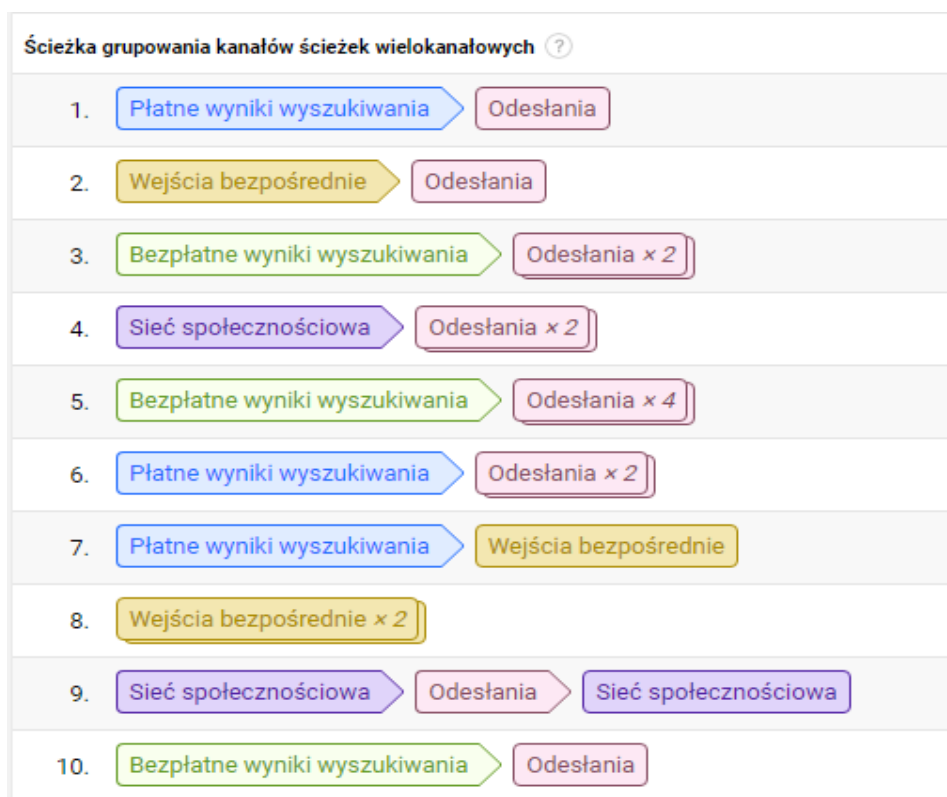 Ścieżka grupowania kanałów ścieżek wielokanałowych ?
1. Płatne wyniki wyszukiwania Odesłania
2. Wejścia bezpośrednie Odesłania
3. Bezpłatne wyniki wyszukiwania Odesłania × 2
4. Sieć społecznościowa Odesłania × 2
5. Bezpłatne wyniki wyszukiwania Odesłania × 4
6. Płatne wyniki wyszukiwania Odesłania × 2
7. Płatne wyniki wyszukiwania Wejścia bezpośrednie
8. Wejścia bezpośrednie × 2
9. Sieć społecznościowa Odesłania Sieć społecznościowa
10. Bezpłatne wyniki wyszukiwania Odesłania